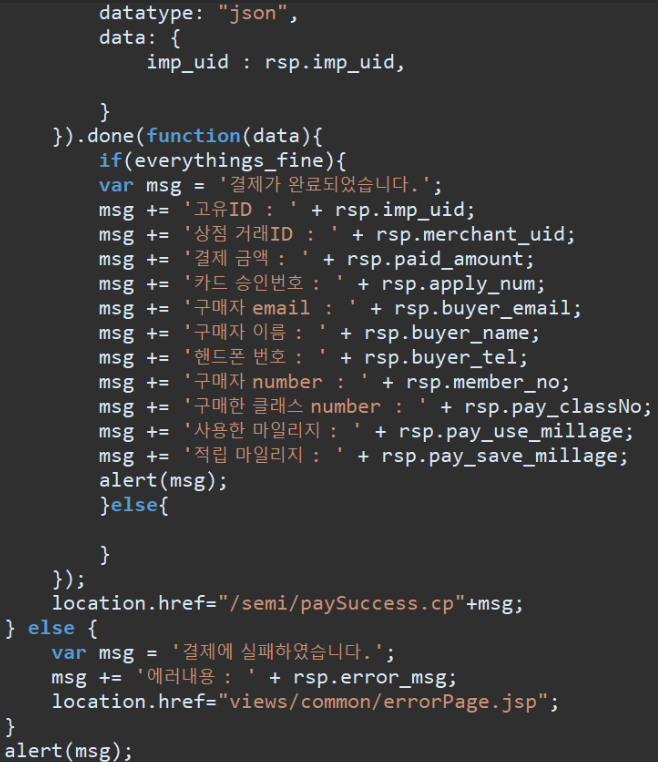 datatype: "json",
data: {
imp_uid : rsp.imp_uid,
}
}).done(function(data){
if(everythings_fine){
var msg = '결제가 완료되었습니다.';
msg += '고유ID : ' + rsp.imp_uid;
msg += '상점 거래ID : ' + rsp.merchant_uid;
msg += '결제 금액 : ' + rsp.paid_amount;
msg += '카드 승인번호 : ' + rsp.apply_num;
msg += '구매자 email : ' + rsp.buyer_email;
msg += '구매자 이름 : ' + rsp.buyer_name;
msg += '핸드폰 번호 : ' + rsp.buyer_tel;
msg += '구매자 number : ' + rsp.member_no;
msg += '구매한 클래스 number : ' + rsp.pay_classNo;
msg += '사용한 마일리지 : ' + rsp.pay_use_millage;
msg += '적립 마일리지 : ' + rsp.pay_save_millage;
alert(msg);
}else{
}
});
location.href="/semi/paySuccess.cp"+msg;
} else {
var msg = '결제에 실패하였습니다.';
msg += '에러내용 : ' + rsp.error_msg;
location.href="views/common/errorPage.jsp";
}
alert(msg);